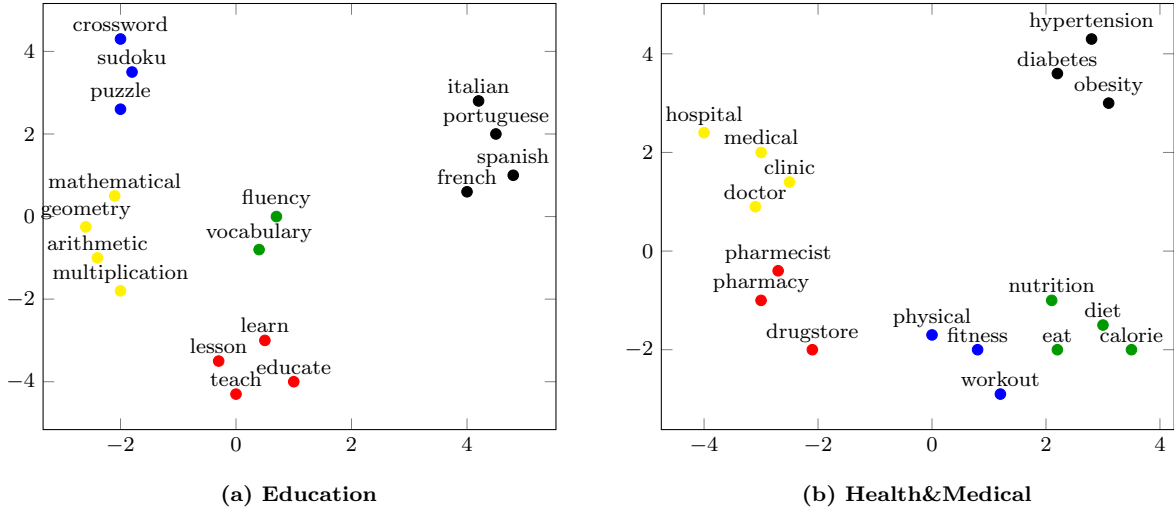 crossword
sudoku
puzzle
italian
portuguese
spanish
french
mathematical
geometry
arithmetic
multiplication
fluency
vocabulary
learn
lesson
educate
teach
4
2
0
−2
−4
−2
0
2
4
(a) Education
hypertension
diabetes
obesity
hospital
medical
clinic
doctor
pharmecist
pharmacy
drugstore
nutrition
physical
diet
fitness
eat
calorie
workout
4
2
0
−2
−4
−2
0
2
4
(b) Health&Medical